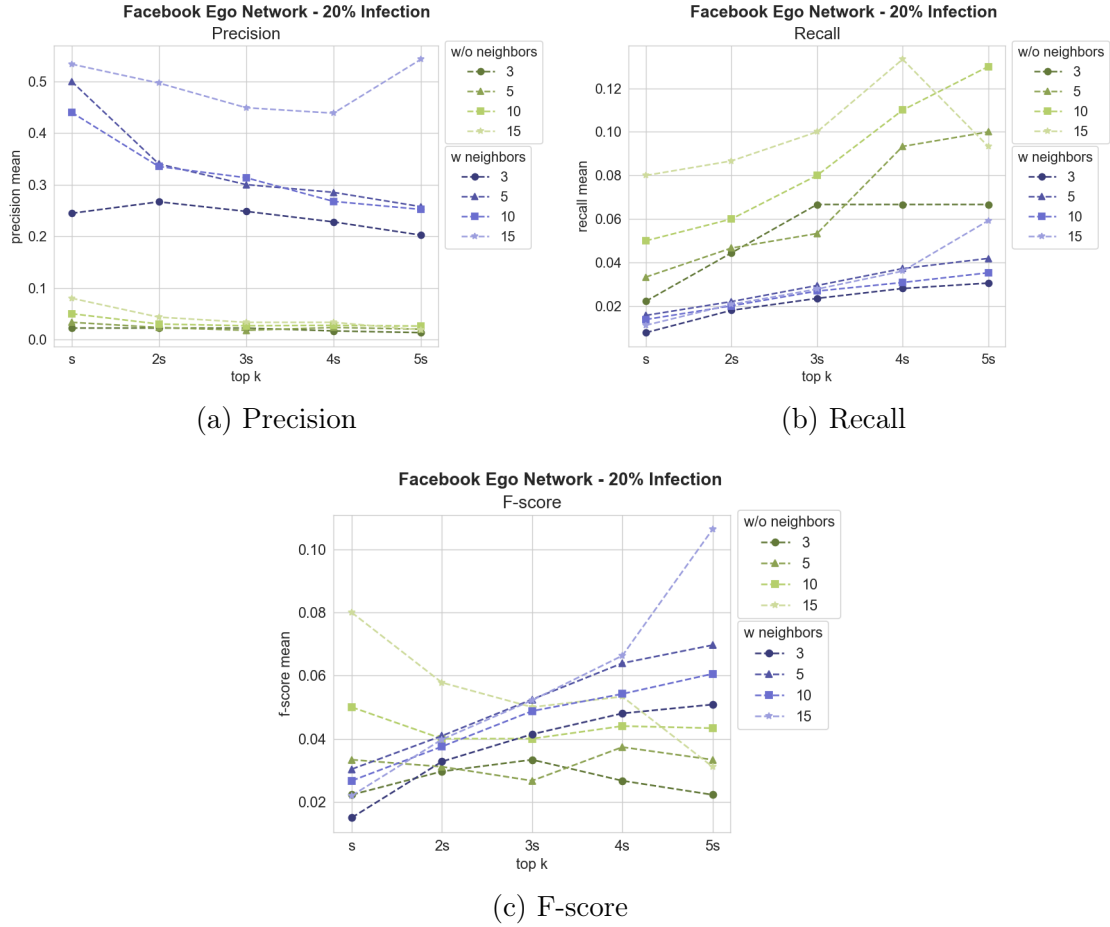 Facebook Ego Network - 20% Infection
Precision
precision mean
0.5
0.4
0.3
0.2
0.1
0.0
s 2s 3s 4s 5s
top k
w/o neighbors
3
5
10
15
w neighbors
3
5
10
15
(a) Precision
Facebook Ego Network - 20% Infection
Recall
recall mean
0.12
0.10
0.08
0.06
0.04
0.02
s 2s 3s 4s 5s
top k
w/o neighbors
3
5
10
15
w neighbors
3
5
10
15
(b) Recall
Facebook Ego Network - 20% Infection
F-score
f-score mean
0.10
0.08
0.06
0.04
0.02
s 2s 3s 4s 5s
top k
w/o neighbors
3
5
10
15
w neighbors
3
5
10
15
(c) F-score